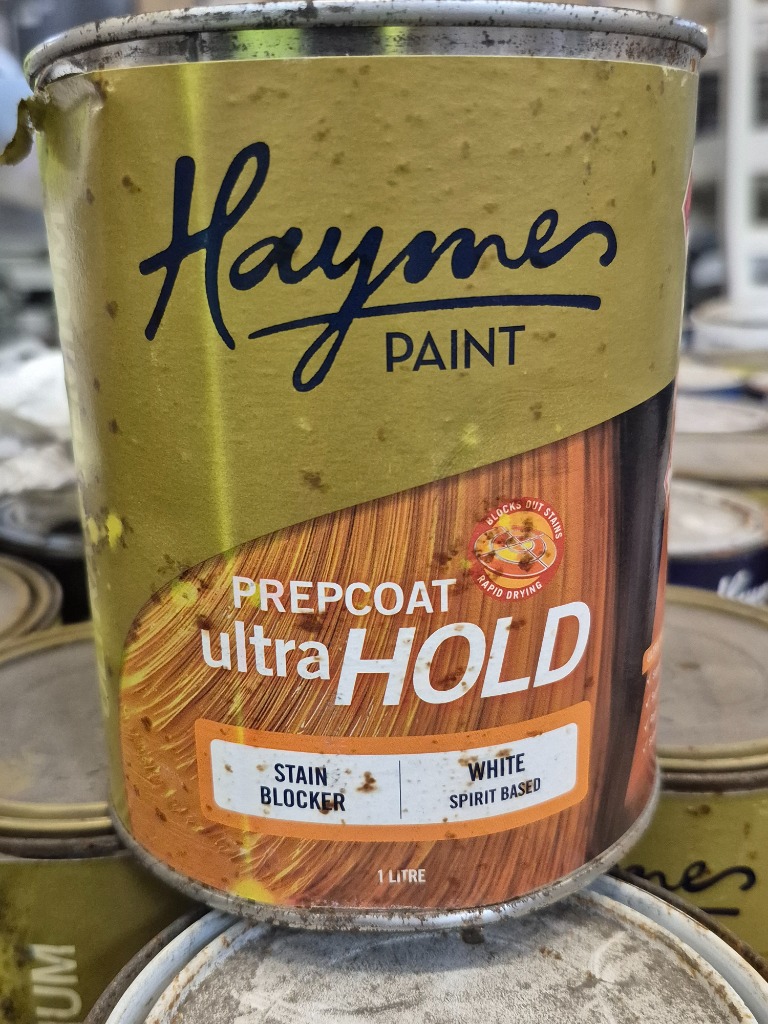 Haymes
PAINT
BLOCKS OUT STAINS
RAPID DRYING
PREPCOAT
ultraHOLD
STAIN
BLOCKER
WHITE
SPIRIT BASED
1 LITRE